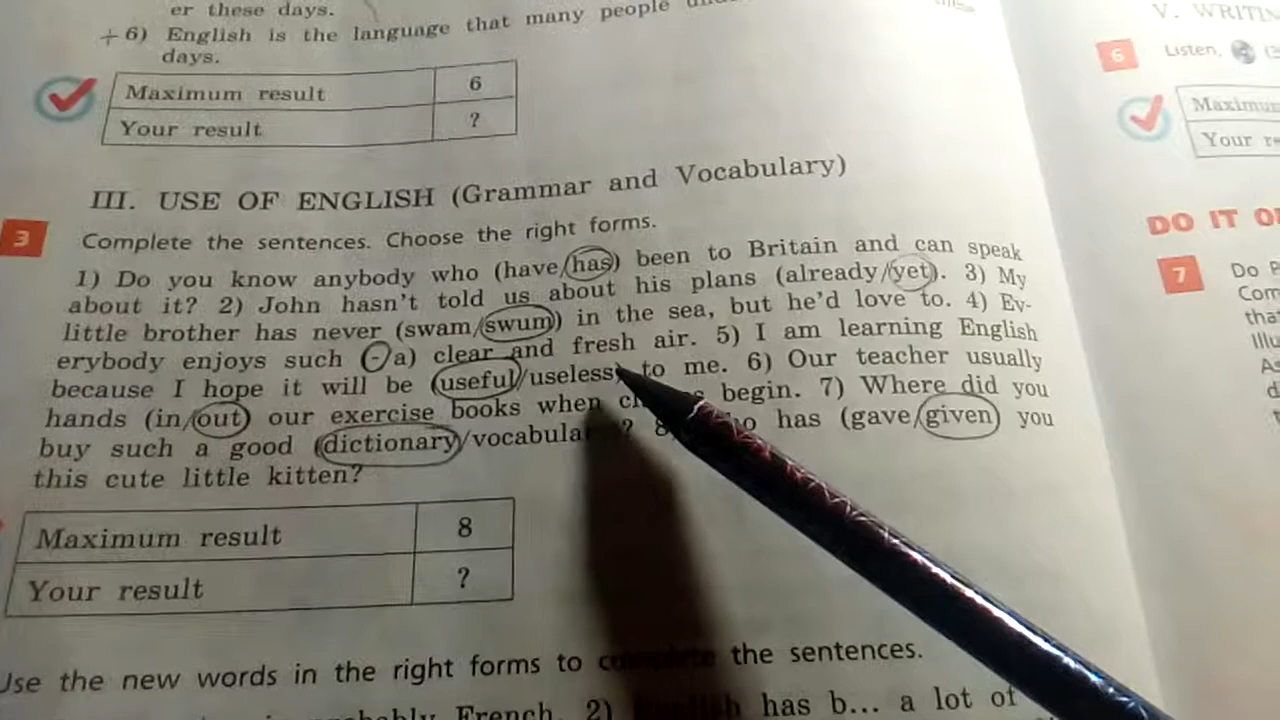 er these days.
+ 6) English is the language that many people
days.
Maximum result 6
Your result ?
III. USE OF ENGLISH (Grammar and Vocabulary)
3 Complete the sentences. Choose the right forms.
1) Do you know anybody who (have/has) been to Britain and can speak
about it? 2) John hasn't told us about his plans (already/yet). 3) My
little brother has never (swam/swum) in the sea, but he'd love to. 4) Ev-
erybody enjoys such (-/a) clear and fresh air. 5) I am learning English
because I hope it will be (useful/useless) to me. 6) Our teacher usually
hands (in/out) our exercise books when begin. 7) Where did you
buy such a good (dictionary/vocabular ? 8 has (gave/given) you
this cute little kitten?
Maximum result 8
Your result ?
Use the new words in the right forms to complete the sentences.
French. 2) English has b... a lot of
V. WRITIN
6 Listen,
Maximum
Your re
DO IT O
7 Do
Com
tha
Illu
As
d
t